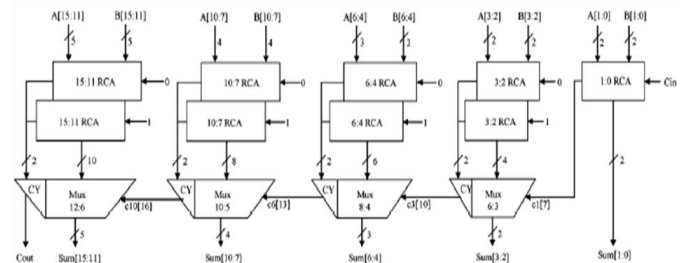 A[15:11] B[15:11] A[10:7] B[10:7] A[6:4] B[6:4] A[3:2] B[3:2] A[1:0] B[1:0]
5 5 4 4 3 3 2 2 2 2
15:11 RCA 0 10:7 RCA 0 6:4 RCA 0 3:2 RCA 0 1:0 RCA Cin
15:11 RCA 1 10:7 RCA 1 6:4 RCA 1 3:2 RCA 1
2 10 2 8 2 6 2 4 2
CY Mux CY Mux CY Mux CY Mux
12:6 c10[16] 10:5 c6[13] 8:4 c3[10] 6:3 c1[7]
5 4 3 2
Cout Sum[15:11] Sum[10:7] Sum[6:4] Sum[3:2] Sum[1:0]